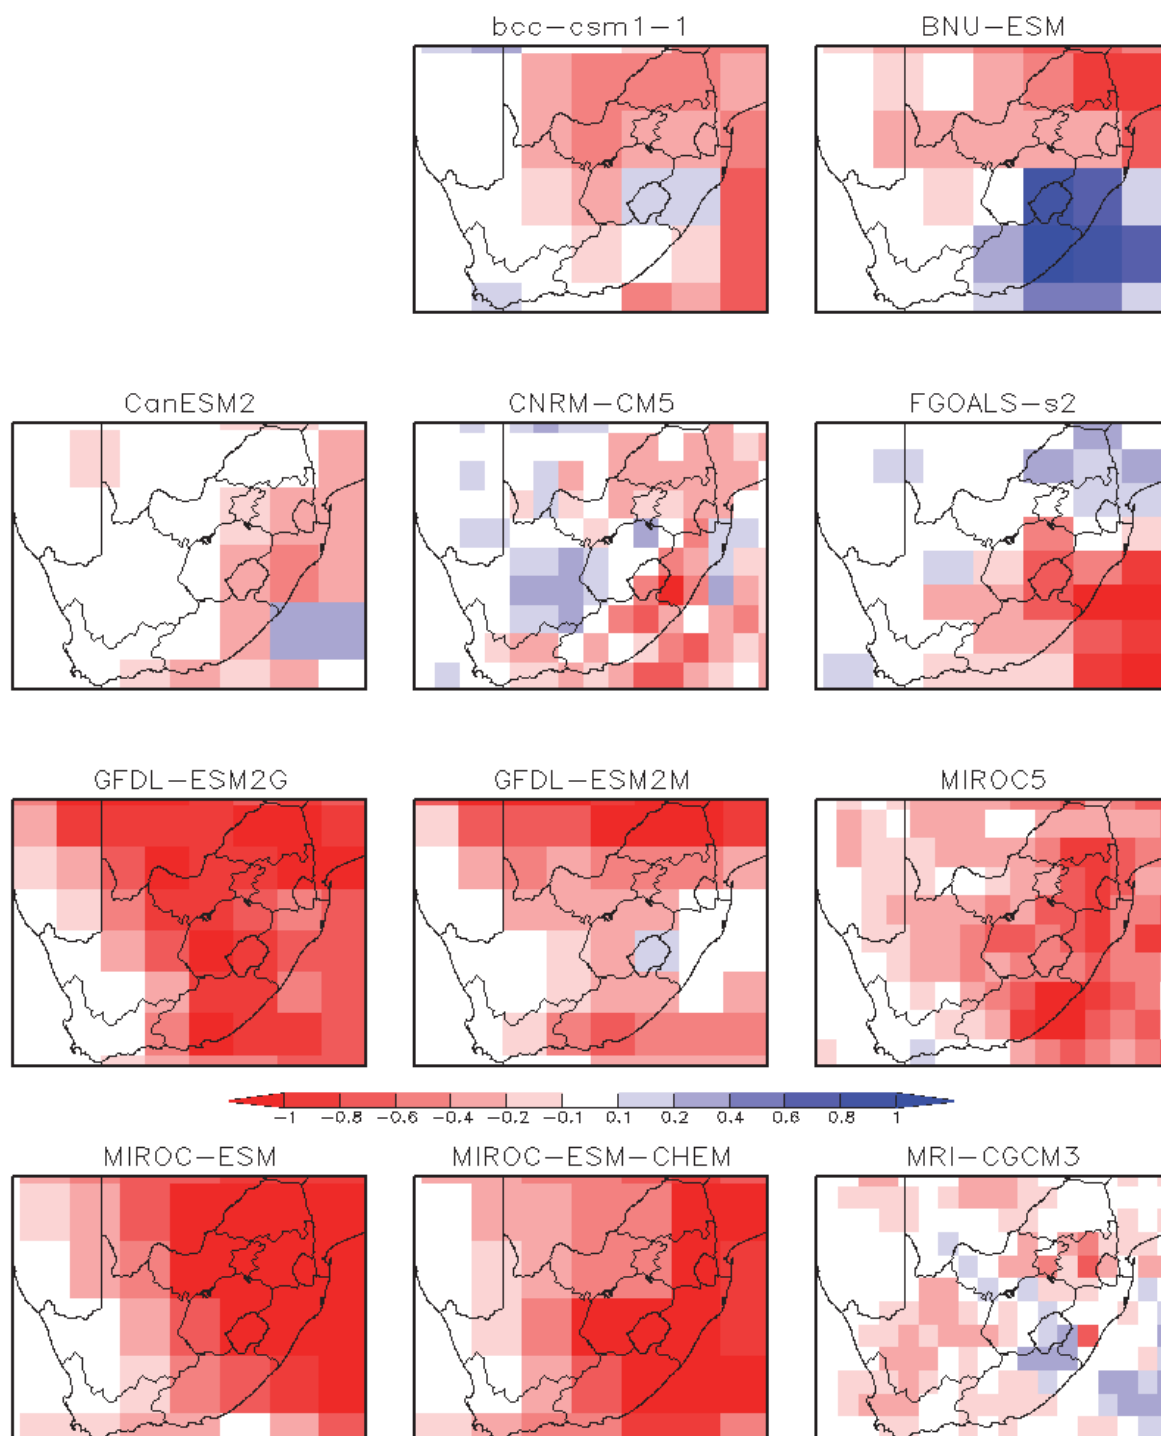 bcc-csm1-1 BNU-ESM
CanESM2 CNRM-CM5 FGOALS-s2
GFDL-ESM2G GFDL-ESM2M MIROC5
-1 -0.8 -0.6 -0.4 -0.2 -0.1 0.1 0.2 0.4 0.6 0.8 1
MIROC-ESM MIROC-ESM-CHEM MRI-CGCM3